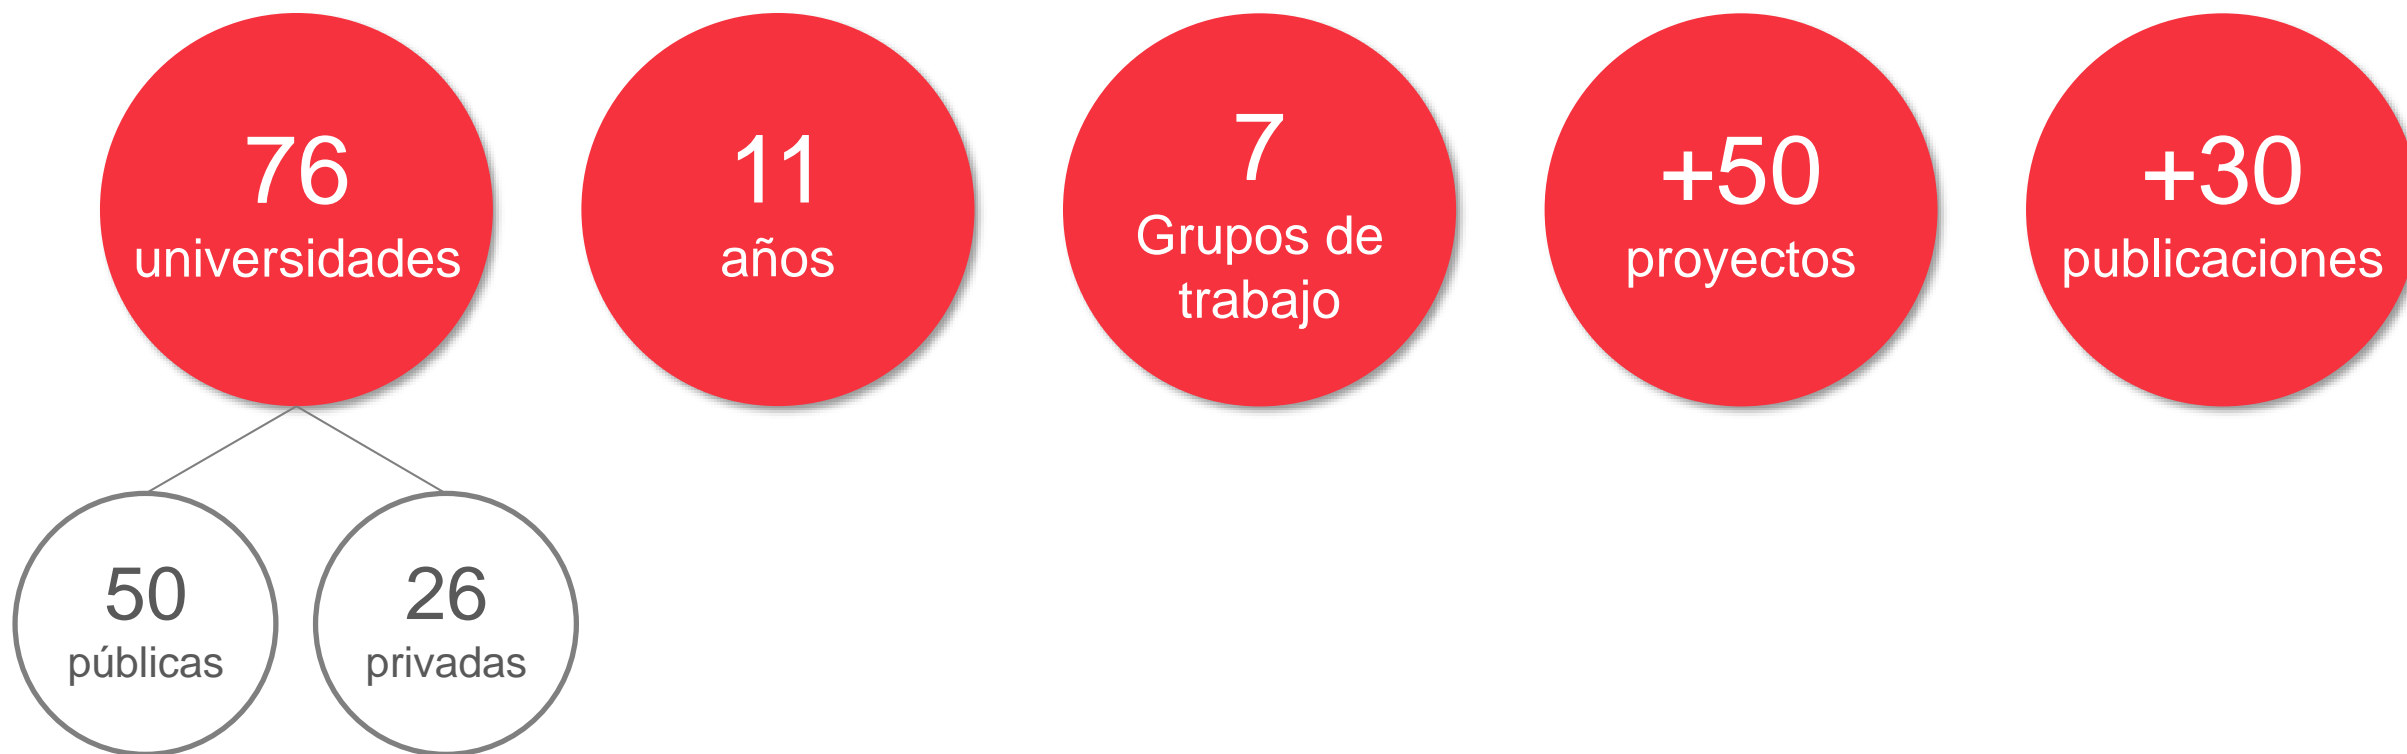 76
universidades
11
años
7
Grupos de
trabajo
+50
proyectos
+30
publicaciones
50
públicas
26
privadas